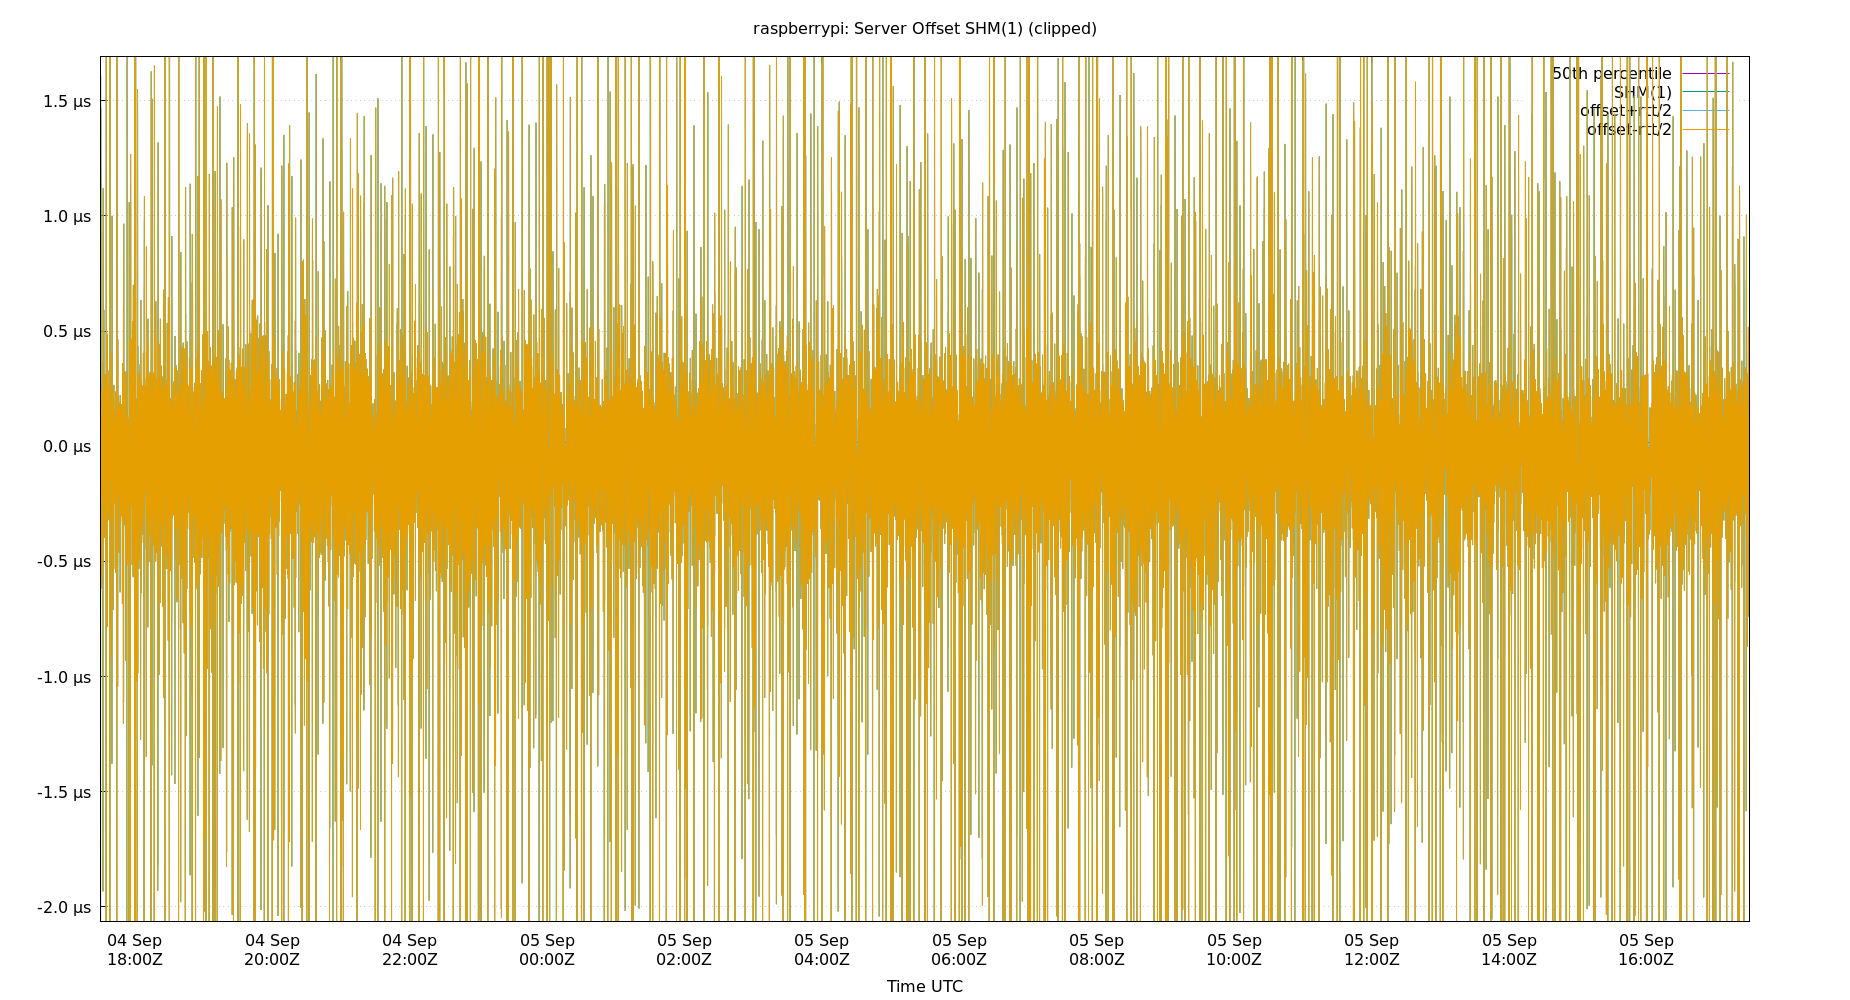 raspberrypi: Server Offset SHM(1) (clipped)
50th percentile
SHM(1)
offset+rtt/2
offset-rtt/2
1.5 µs
1.0 µs
0.5 µs
0.0 µs
-0.5 µs
-1.0 µs
-1.5 µs
-2.0 µs
04 Sep 04 Sep 04 Sep 05 Sep 05 Sep 05 Sep 05 Sep 05 Sep 05 Sep 05 Sep 05 Sep 05 Sep
18:00Z 20:00Z 22:00Z 00:00Z 02:00Z 04:00Z 06:00Z 08:00Z 10:00Z 12:00Z 14:00Z 16:00Z
Time UTC